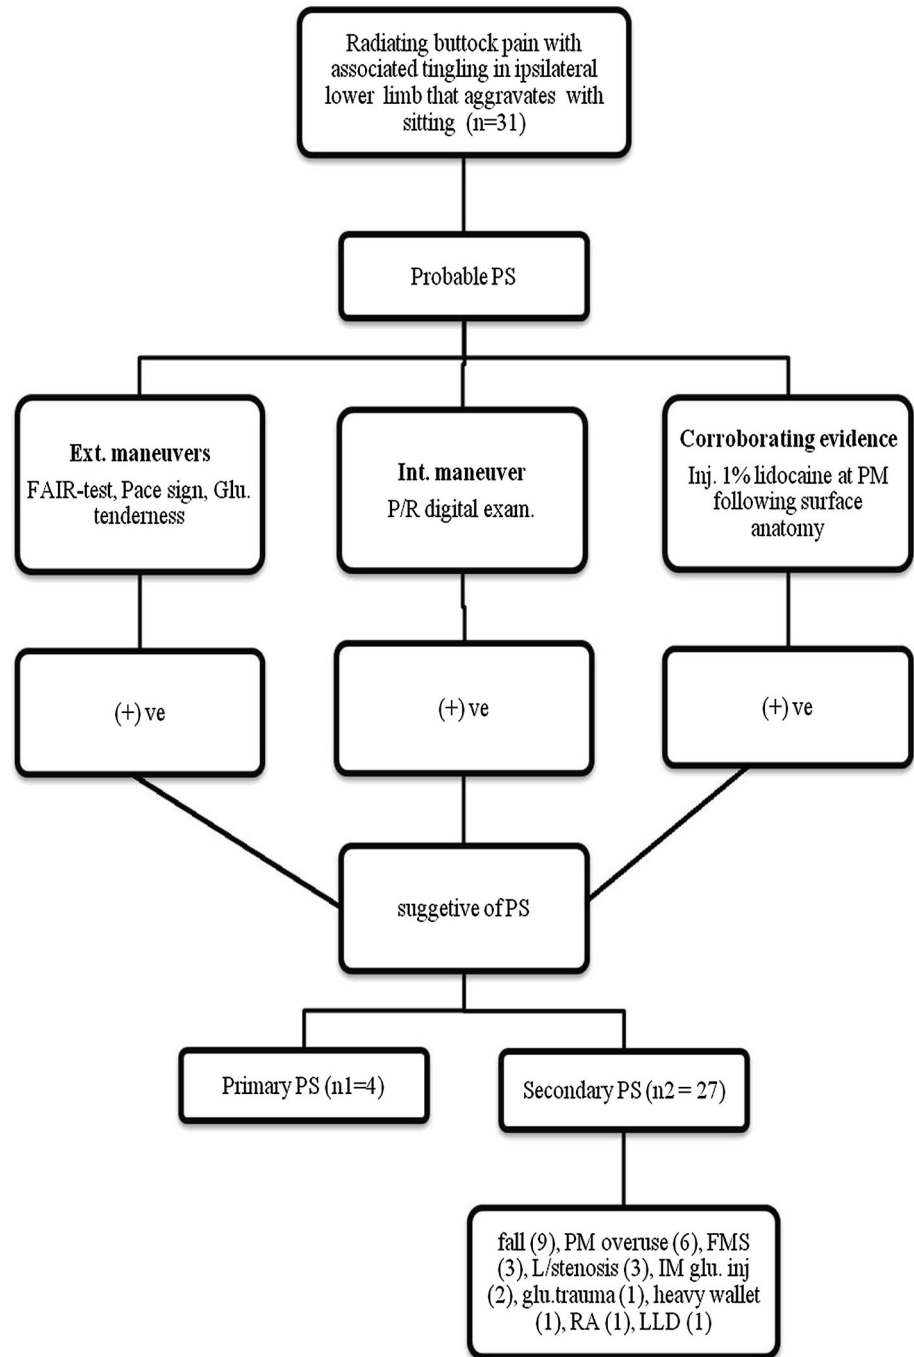 Radiating buttock pain with
associated tingling in ipsilateral
lower limb that aggravates with
sitting (n=31)
Probable PS
Ext. maneuvers
FAIR-test, Pace sign, Glu.
tenderness
Int. maneuver
P/R digital exam.
Corroborating evidence
Inj. 1% lidocaine at PM
following surface
anatomy
(+) ve
(+) ve
(+) ve
suggetive of PS
Primary PS (n1=4)
Secondary PS (n2 = 27)
fall (9), PM overuse (6), FMS
(3), L/stenosis (3), IM glu. inj
(2), glu.trauma (1), heavy wallet
(1), RA (1), LLD (1)